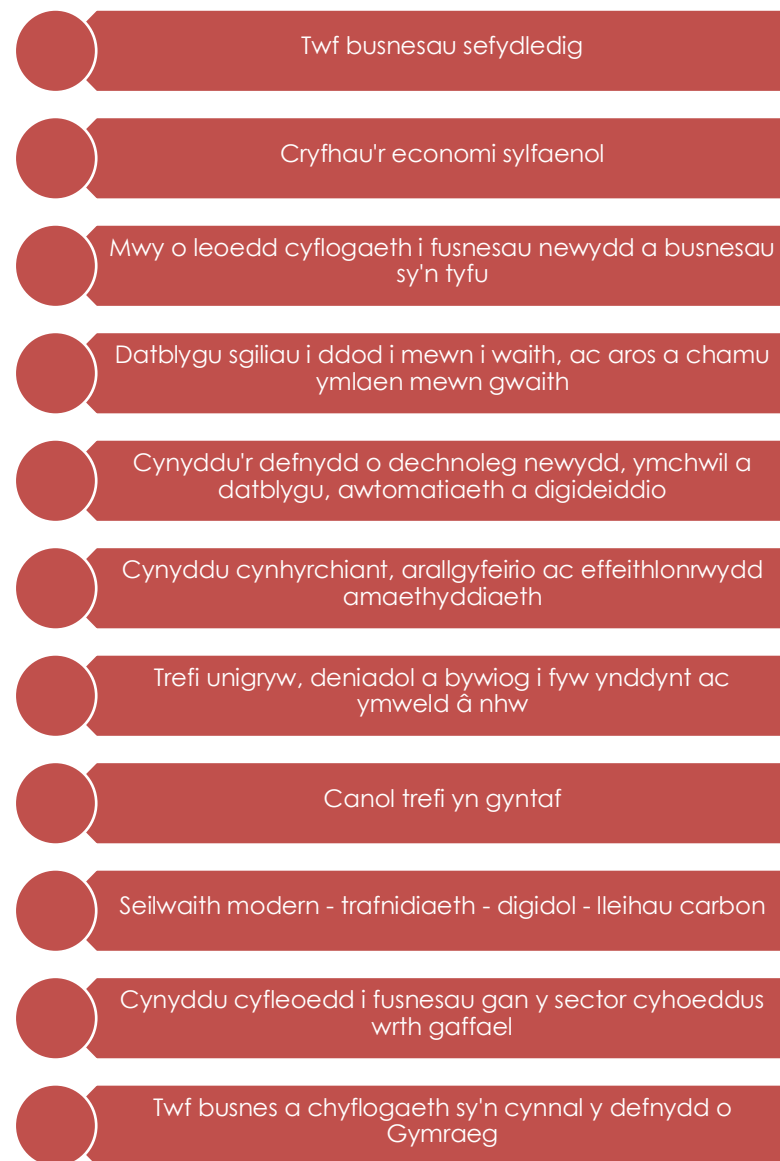 Twf busnesau sefydledig
Cryfhau'r economi sylfaenol
Mwy o leoedd cyflogaeth i fusnesau newydd a busnesau
sy'n tyfu
Datblygu sgiliau i ddod i mewn i waith, ac aros a chamu
ymlaen mewn gwaith
Cynyddu'r defnydd o dechnoleg newydd, ymchwil a
datblygu, awtomatiaeth a digideiddio
Cynyddu cynhyrchiant, arallgyfeirio ac effeithlonrwydd
amaethyddiaeth
Trefi unigryw, deniadol a bywiog i fyw ynddynt ac
ymweld â nhw
Canol trefi yn gyntaf
Seilwaith modern - trafnidiaeth - digidol - lleihau carbon
Cynyddu cyfleoedd i fusnesau gan y sector cyhoeddus
wrth gaffael
Twf busnes a chyflogaeth sy'n cynnal y defnydd o
Gymraeg